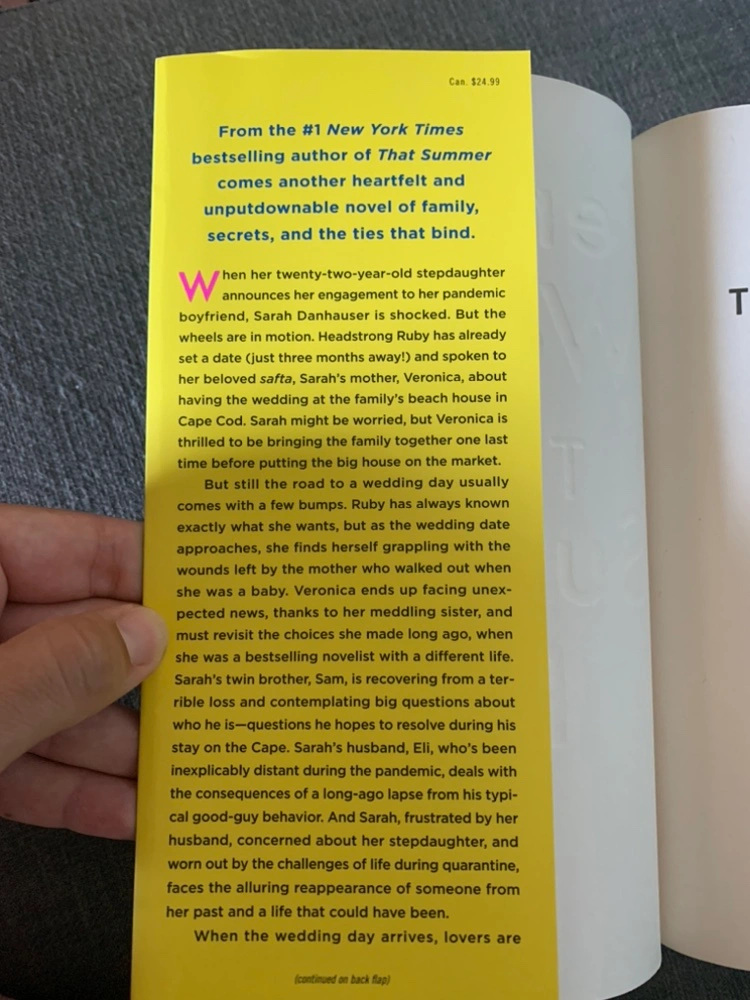 Can. $24.99
From the #1 New York Times
bestselling author of That Summer
comes another heartfelt and
unputdownable novel of family,
secrets, and the ties that bind.
When her twenty-two-year-old stepdaughter
announces her engagement to her pandemic
boyfriend, Sarah Danhauser is shocked. But the
wheels are in motion. Headstrong Ruby has already
set a date (just three months away!) and spoken to
her beloved safta, Sarah's mother, Veronica, about
having the wedding at the family's beach house in
Cape Cod. Sarah might be worried, but Veronica is
thrilled to be bringing the family together one last
time before putting the big house on the market.
But still the road to a wedding day usually
comes with a few bumps. Ruby has always known
exactly what she wants, but as the wedding date
approaches, she finds herself grappling with the
wounds left by the mother who walked out when
she was a baby. Veronica ends up facing unex-
pected news, thanks to her meddling sister, and
must revisit the choices she made long ago, when
she was a bestselling novelist with a different life.
Sarah's twin brother, Sam, is recovering from a ter-
rible loss and contemplating big questions about
who he is—questions he hopes to resolve during his
stay on the Cape. Sarah's husband, Eli, who's been
inexplicably distant during the pandemic, deals with
the consequences of a long-ago lapse from his typi-
cal good-guy behavior. And Sarah, frustrated by her
husband, concerned about her stepdaughter, and
worn out by the challenges of life during quarantine,
faces the alluring reappearance of someone from
her past and a life that could have been.
When the wedding day arrives, lovers are
(continued on back flap)
T